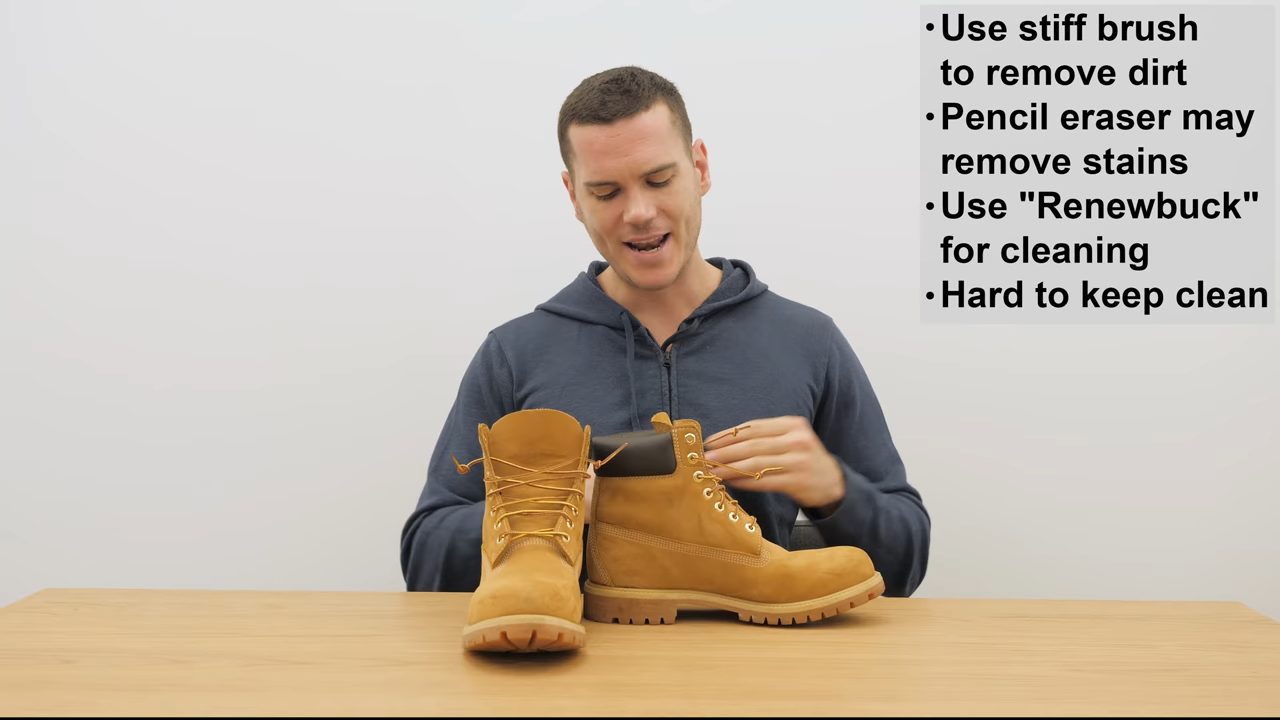 •Use stiff brush
to remove dirt
•Pencil eraser may
remove stains
•Use "Renewbuck"
for cleaning
•Hard to keep clean